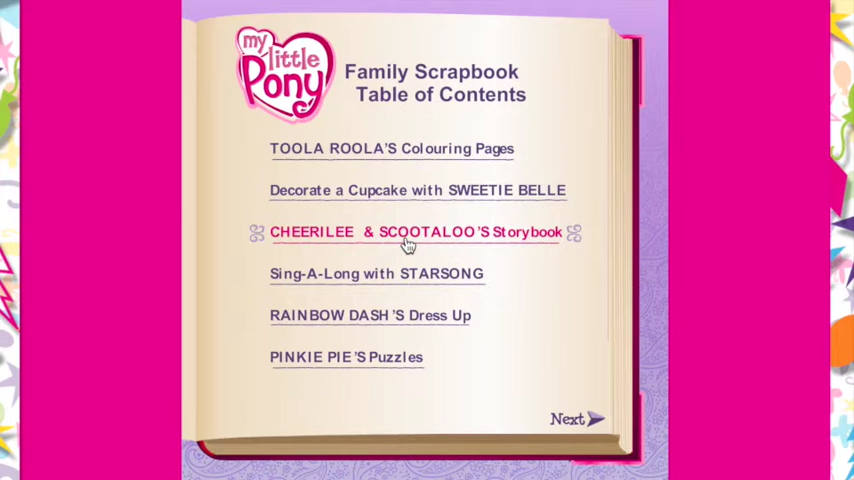 my
little
Pony
Family Scrapbook
Table of Contents
TOOLA ROOLA'S Colouring Pages
Decorate a Cupcake with SWEETIE BELLE
CHEERILEE & SCOOTALOO'S Storybook
Sing-A-Long with STARSONG
RAINBOW DASH'S Dress Up
PINKIE PIE'S Puzzles
Next